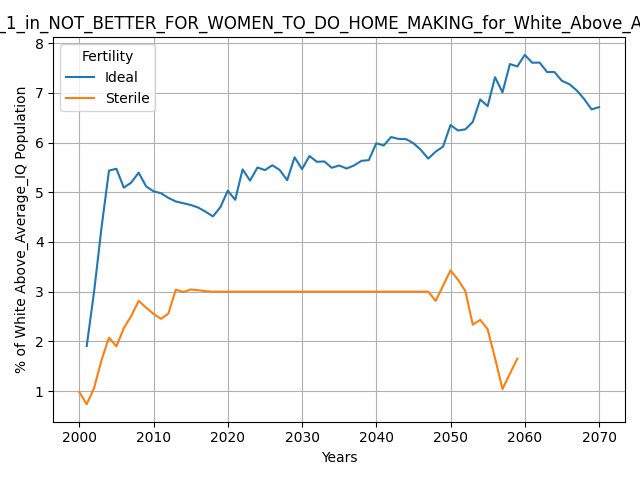 _1_in_NOT_BETTER_FOR_WOMEN_TO_DO_HOME_MAKING_for_White_Above_A
Fertility
Ideal
Sterile
% of White Above_Average_IQ Population
8
7
6
5
4
3
2
1
2000 2010 2020 2030 2040 2050 2060 2070
Years